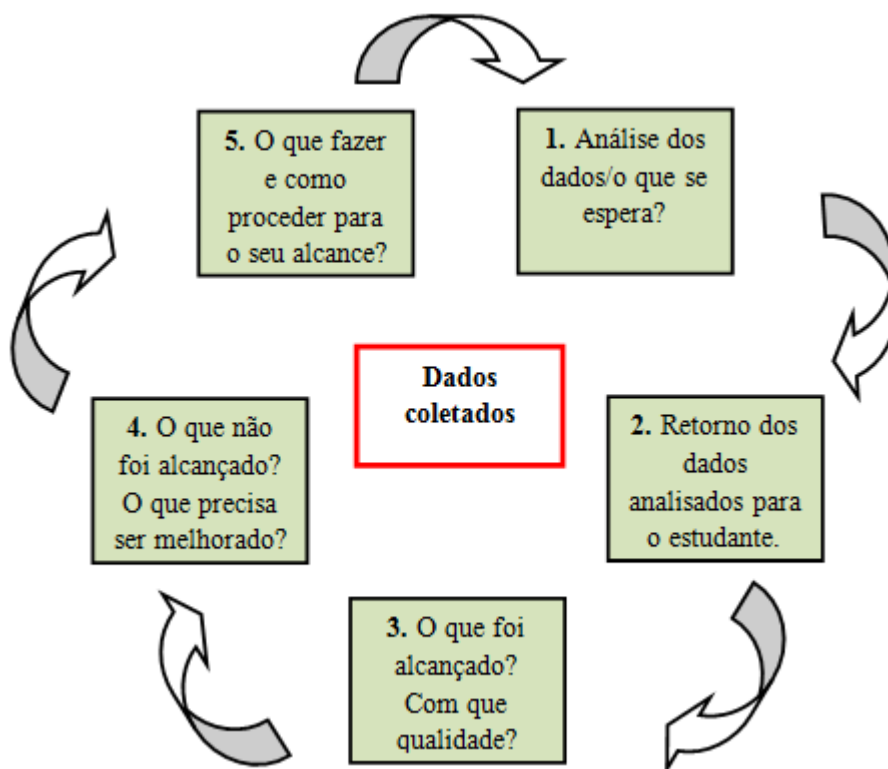 5. O que fazer
e como
proceder para
o seu alcance?
1. Análise dos
dados/o que se
espera?
Dados
coletados
4. O que não
foi alcançado?
O que precisa
ser melhorado?
2. Retorno dos
dados
analisados para
o estudante.
3. O que foi
alcançado?
Com que
qualidade?